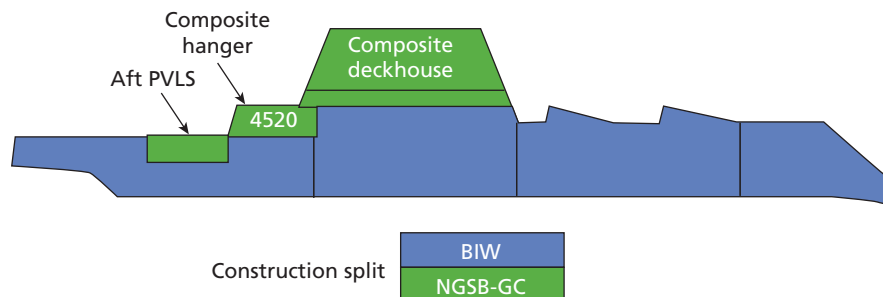 Composite
hanger
Aft PVLS
Composite
deckhouse
4520
BIW
Construction split
NGSB-GC